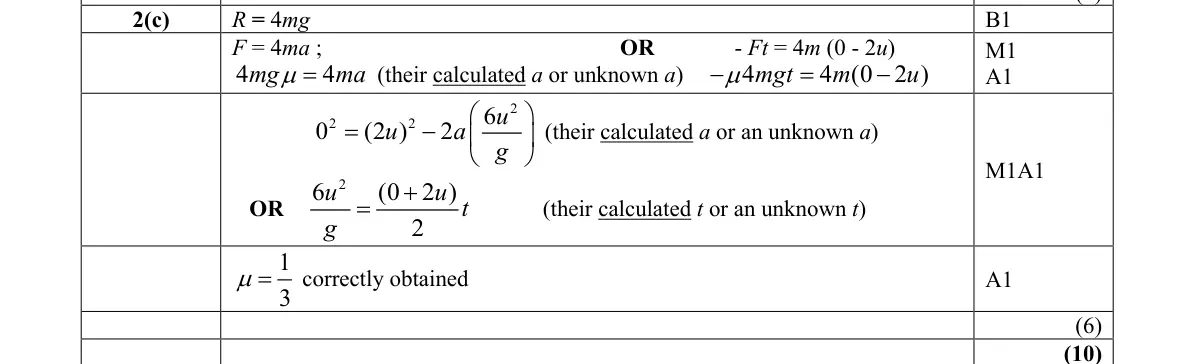 2(c) R = 4mg B1
F = 4ma ; OR - Ft = 4m (0 - 2u) M1
4mgμ = 4ma (their calculated a or unknown a) −μ4mgt = 4m(0 − 2u) A1
0² = (2u)² − 2a(6u²/g) (their calculated a or an unknown a)
M1A1
OR 6u²/g = (0 + 2u)/2 t (their calculated t or an unknown t)
μ = 1/3 correctly obtained A1
(6)
(10)